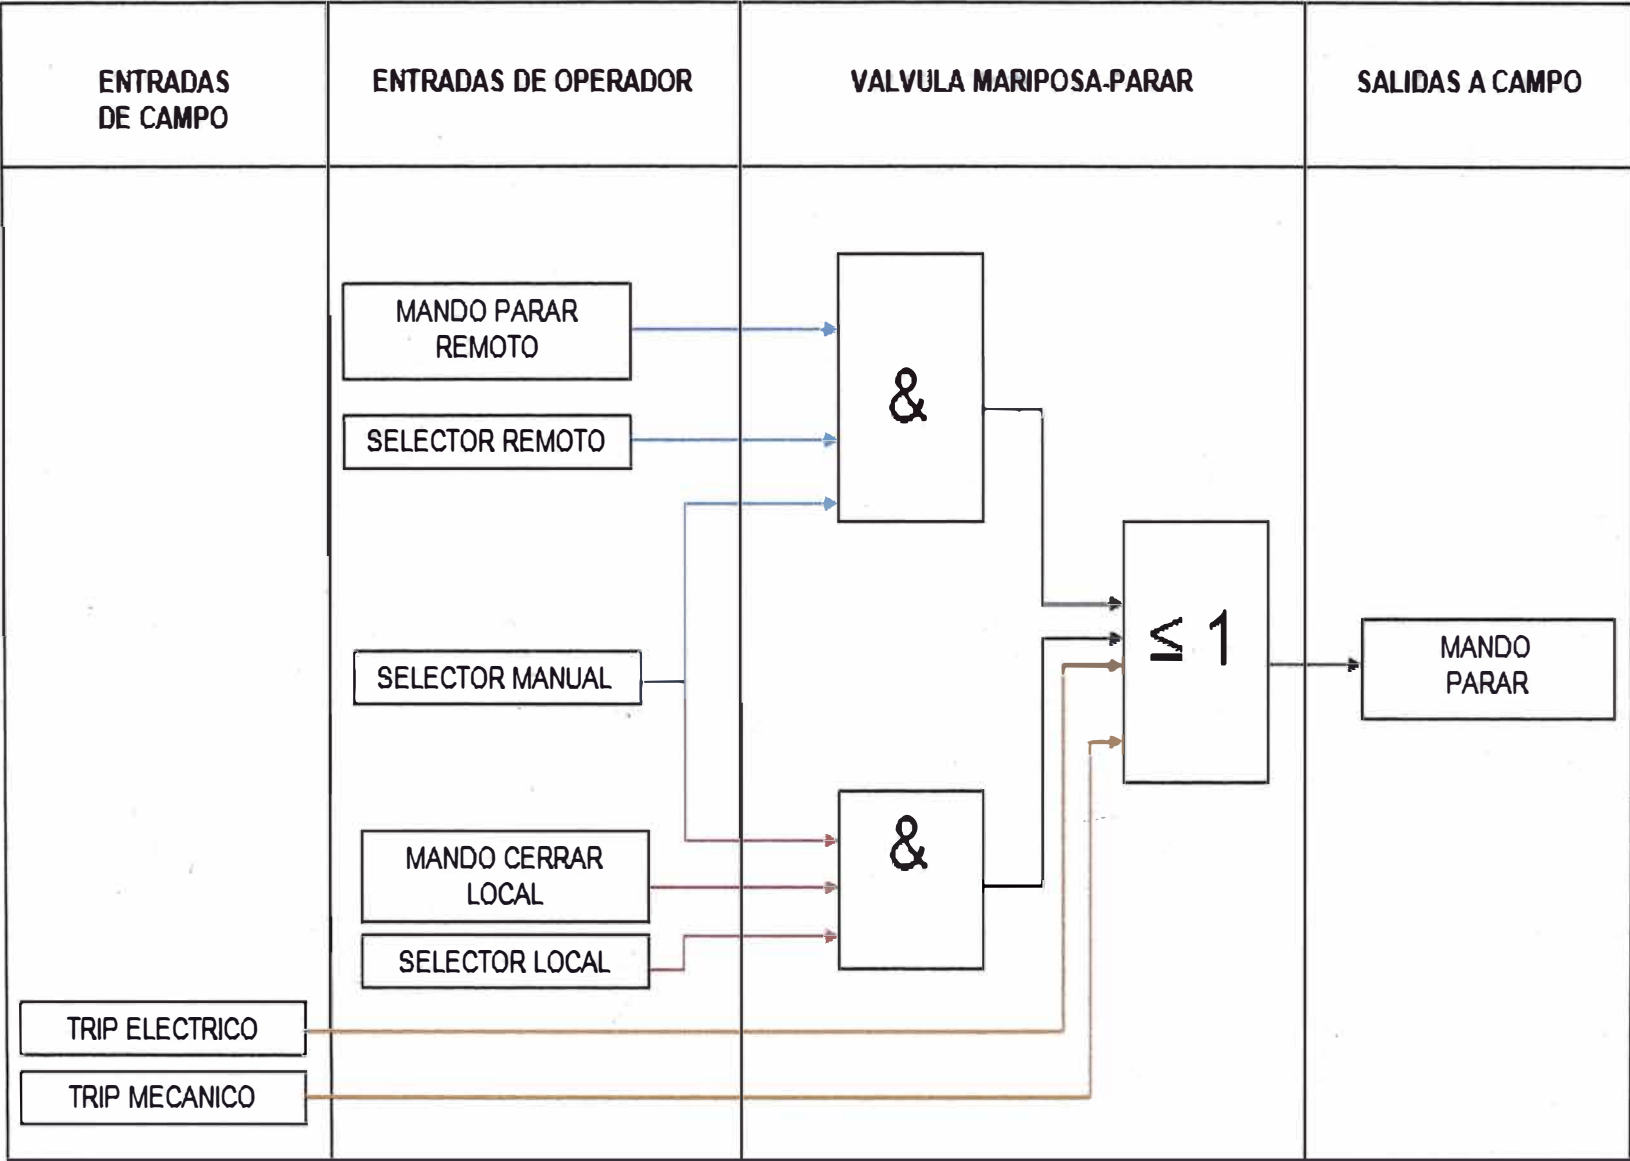 ENTRADAS
DE CAMPO
ENTRADAS DE OPERADOR
VALVULA MARIPOSA-PARAR
SALIDAS A CAMPO
MANDO PARAR
REMOTO
SELECTOR REMOTO
&
SELECTOR MANUAL
≤ 1
MANDO
PARAR
MANDO CERRAR
LOCAL
&
SELECTOR LOCAL
TRIP ELECTRICO
TRIP MECANICO